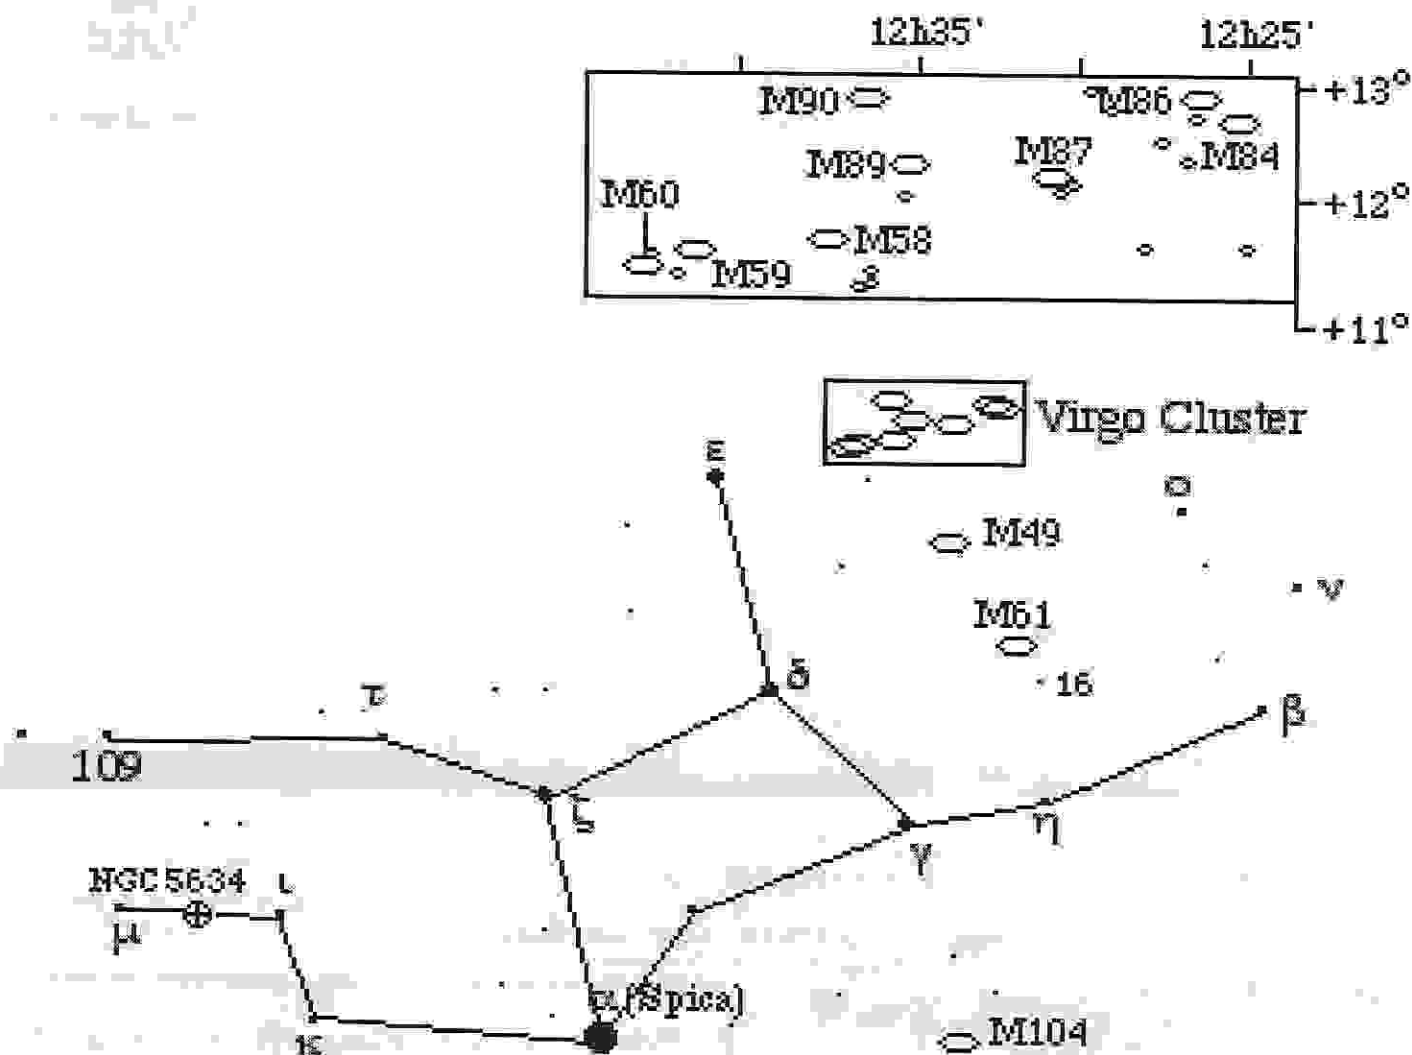 12h35' 12h25'
M90 M86 +13°
M89 M87 M84
M60 +12°
M58
M59
+11°
Virgo Cluster
ε
ο
M49
ν
M61
δ 16
τ β
109
ζ η
γ
NGC 5634 ι
μ
α (Spica)
κ M104